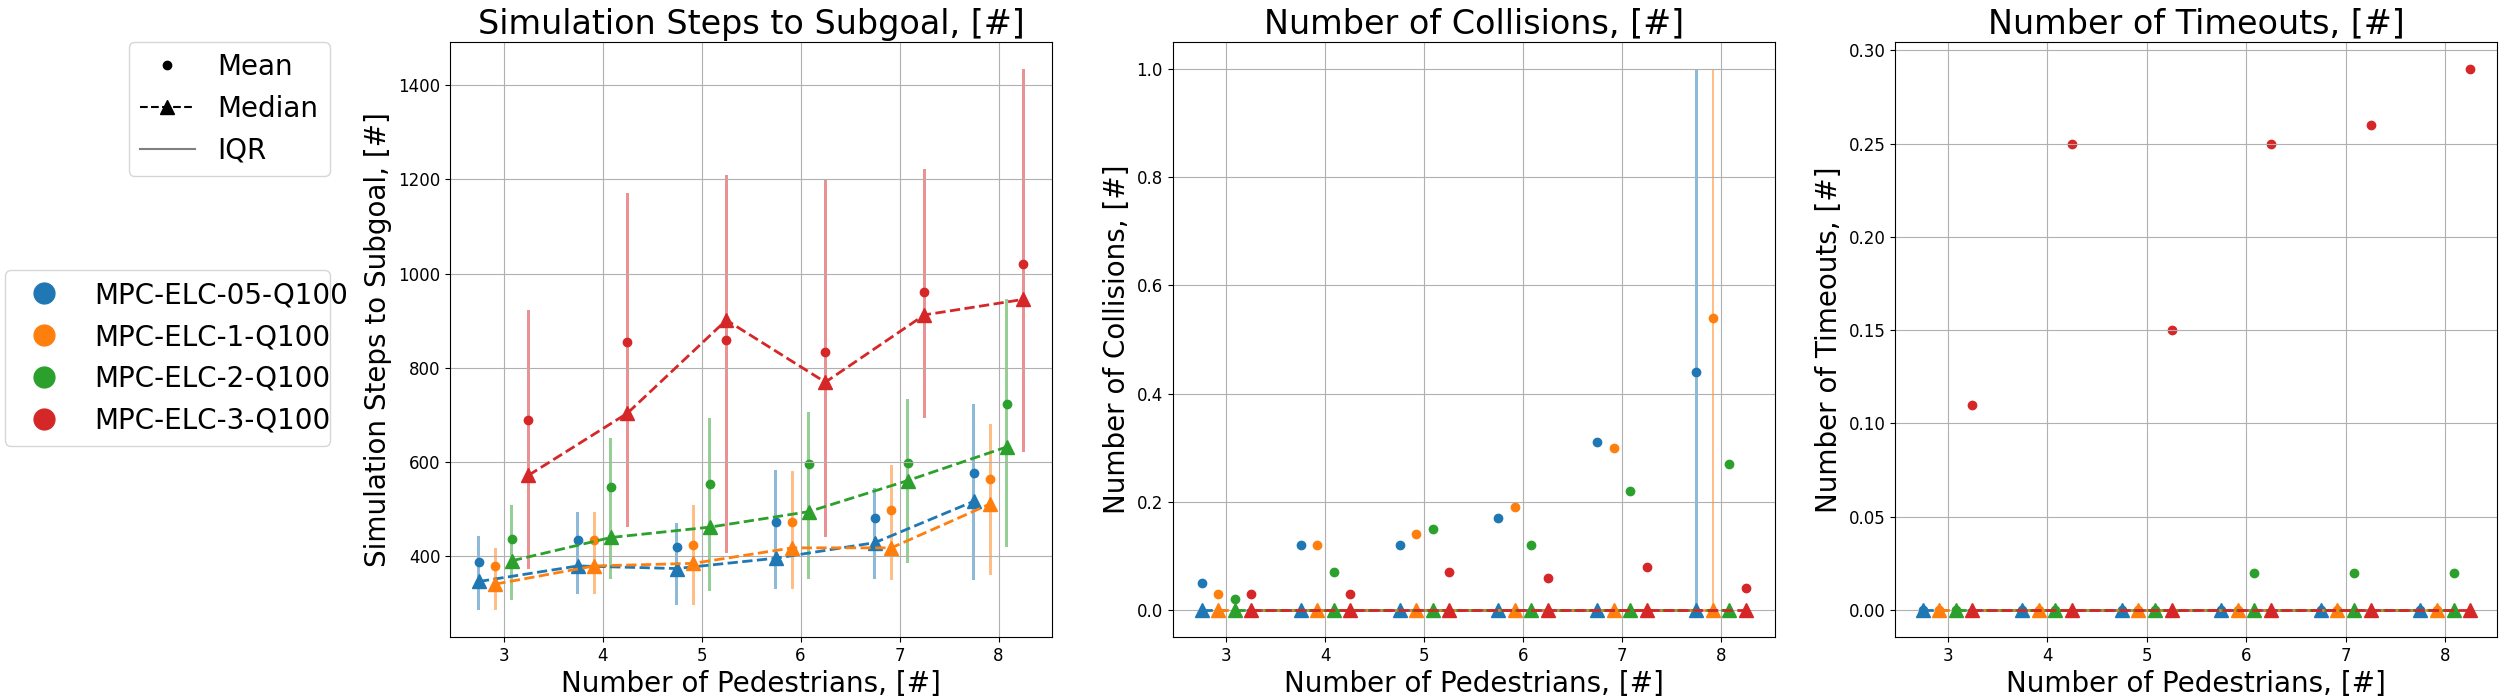 Mean
Median
IQR
MPC-ELC-05-Q100
MPC-ELC-1-Q100
MPC-ELC-2-Q100
MPC-ELC-3-Q100
Simulation Steps to Subgoal, [#]
Simulation Steps to Subgoal, [#]
1400
1200
1000
800
600
400
3 4 5 6 7 8
Number of Pedestrians, [#]
Number of Collisions, [#]
Number of Collisions, [#]
1.0
0.8
0.6
0.4
0.2
0.0
3 4 5 6 7 8
Number of Pedestrians, [#]
Number of Timeouts, [#]
Number of Timeouts, [#]
0.30
0.25
0.20
0.15
0.10
0.05
0.00
3 4 5 6 7 8
Number of Pedestrians, [#]